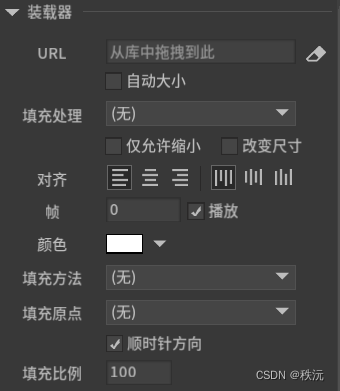 装载器
URL 从库中拖拽到此
自动大小
填充处理 (无)
仅允许缩小 改变尺寸
对齐
帧 0 播放
颜色
填充方法 (无)
填充原点 (无)
顺时针方向
填充比例 100
CSDN @秩沅